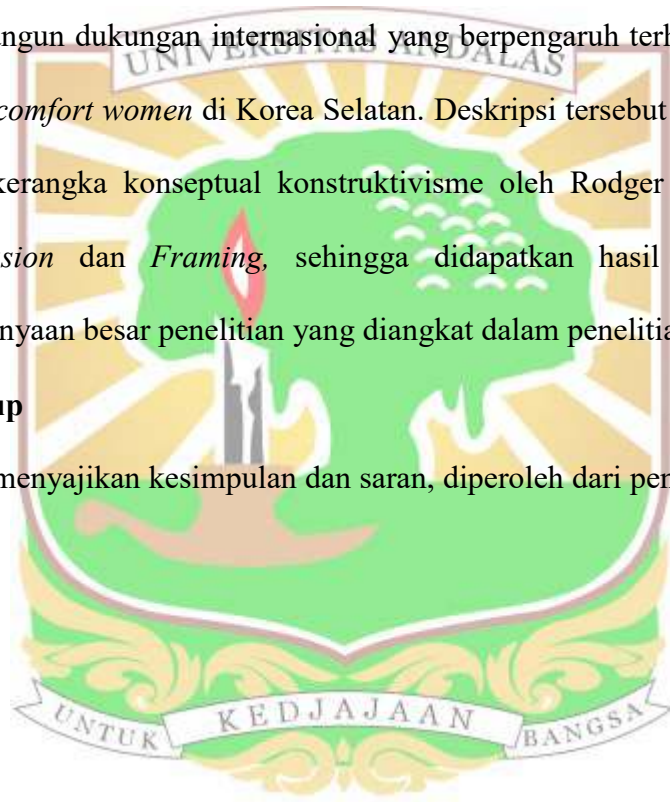 ngun dukungan internasional yang berpengaruh terh
UNIVERSITAS ANDALAS
comfort women di Korea Selatan. Deskripsi tersebut
kerangka konseptual konstruktivisme oleh Rodger
sion dan Framing, sehingga didapatkan hasil
nyaan besar penelitian yang diangkat dalam penelitia
up
menyajikan kesimpulan dan saran, diperoleh dari pen
UNTUK KEDJAJAAN BANGSA